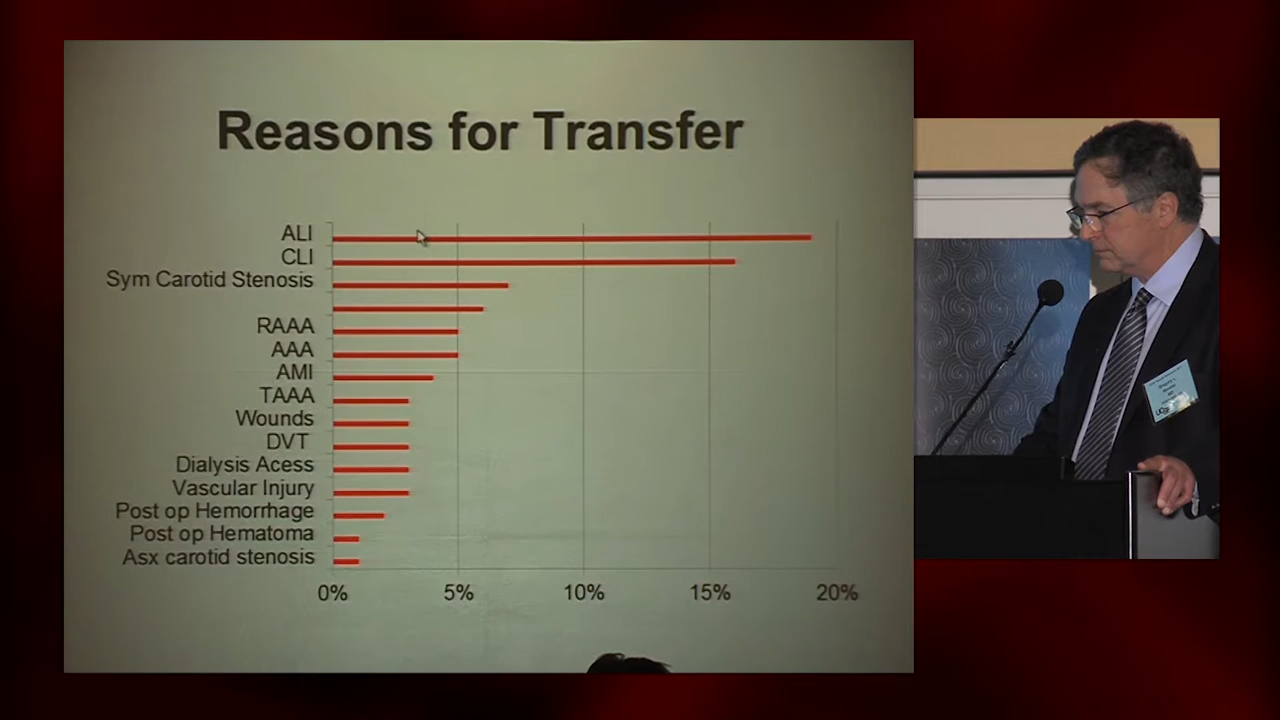 Reasons for Transfer
ALI
CLI
Sym Carotid Stenosis
RAAA
AAA
AMI
TAAA
Wounds
DVT
Dialysis Acess
Vascular Injury
Post op Hemorrhage
Post op Hematoma
Asx carotid stenosis
0% 5% 10% 15% 20%